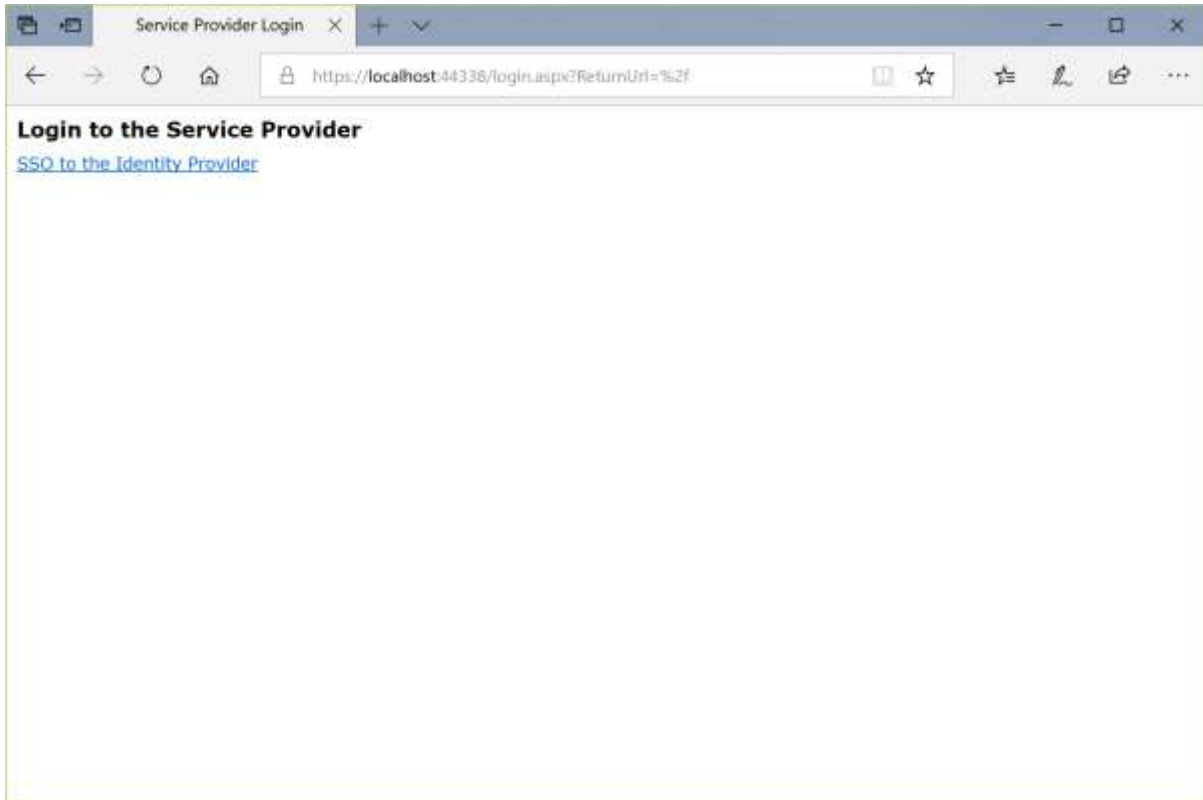 Service Provider Login
https://localhost:44338/login.aspx?ReturnUrl=%2f
Login to the Service Provider
SSO to the Identity Provider